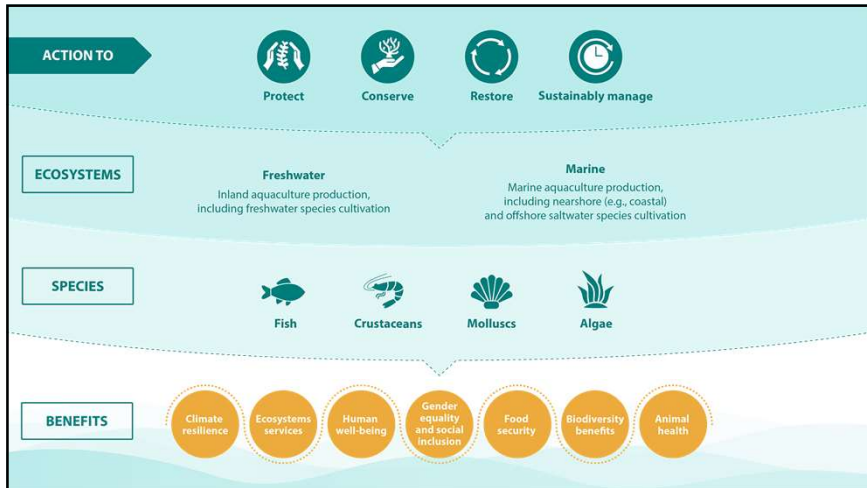 ACTION TO
Protect
Conserve
Restore
Sustainably manage
ECOSYSTEMS
Freshwater
Inland aquaculture production,
including freshwater species cultivation
Marine
Marine aquaculture production,
including nearshore (e.g., coastal)
and offshore saltwater species cultivation
SPECIES
Fish
Crustaceans
Molluscs
Algae
BENEFITS
Climate
resilience
Ecosystems
services
Human
well-being
Gender
equality
and social
inclusion
Food
security
Biodiversity
benefits
Animal
health